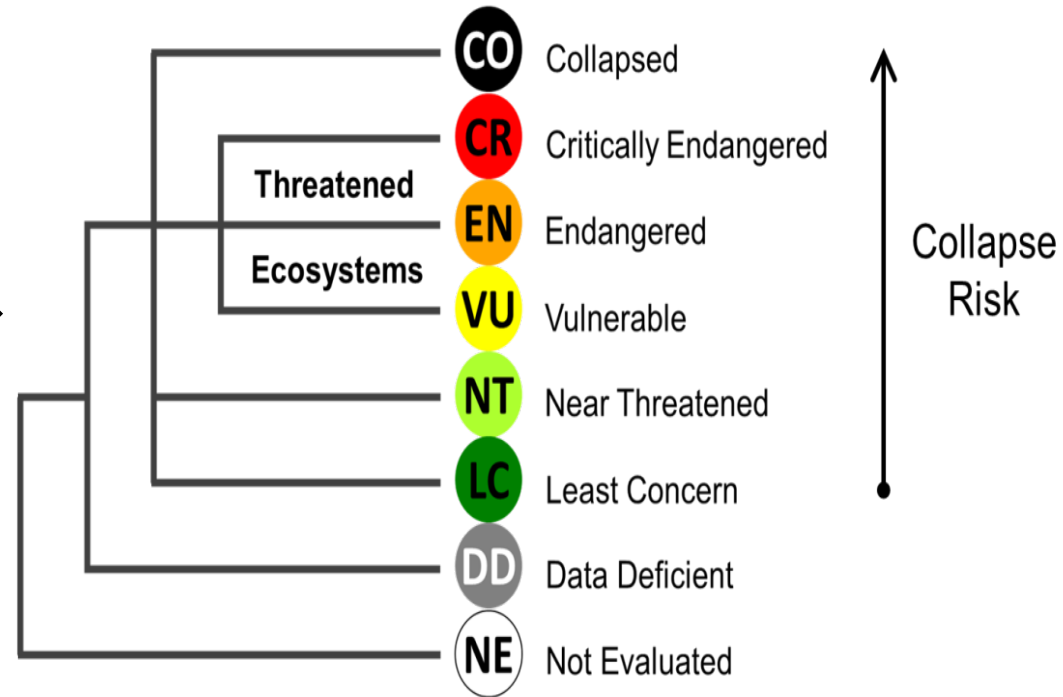 CO Collapsed
CR Critically Endangered
Threatened
EN Endangered
Ecosystems
VU Vulnerable
NT Near Threatened
LC Least Concern
DD Data Deficient
NE Not Evaluated
Collapse
Risk